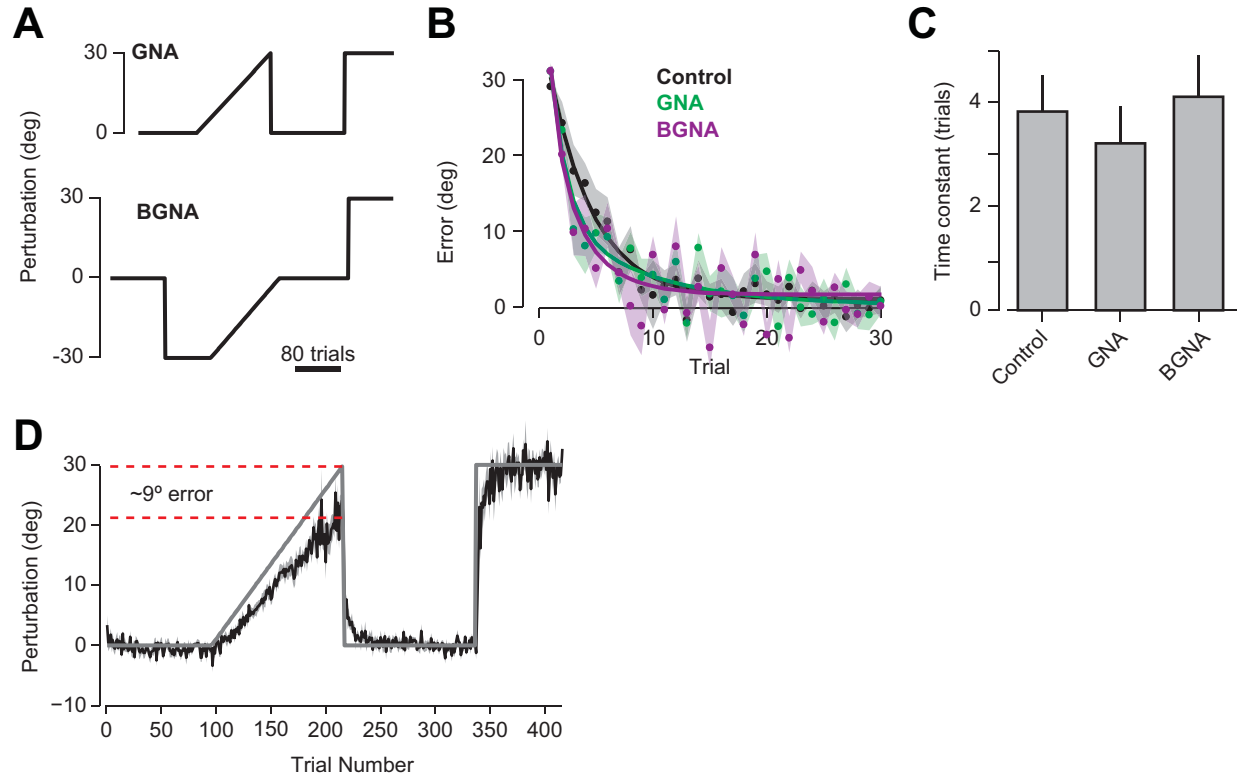 A
GNA
30
0
Perturbation (deg)
BGNA
30
0
-30
80 trials
B
Control
GNA
BGNA
Error (deg)
30
20
10
0
0
10
20
30
Trial
C
Time constant (trials)
4
2
0
Control
GNA
BGNA
D
Perturbation (deg)
30
20
10
0
−10
~9º error
0
50
100
150
200
250
300
350
400
Trial Number